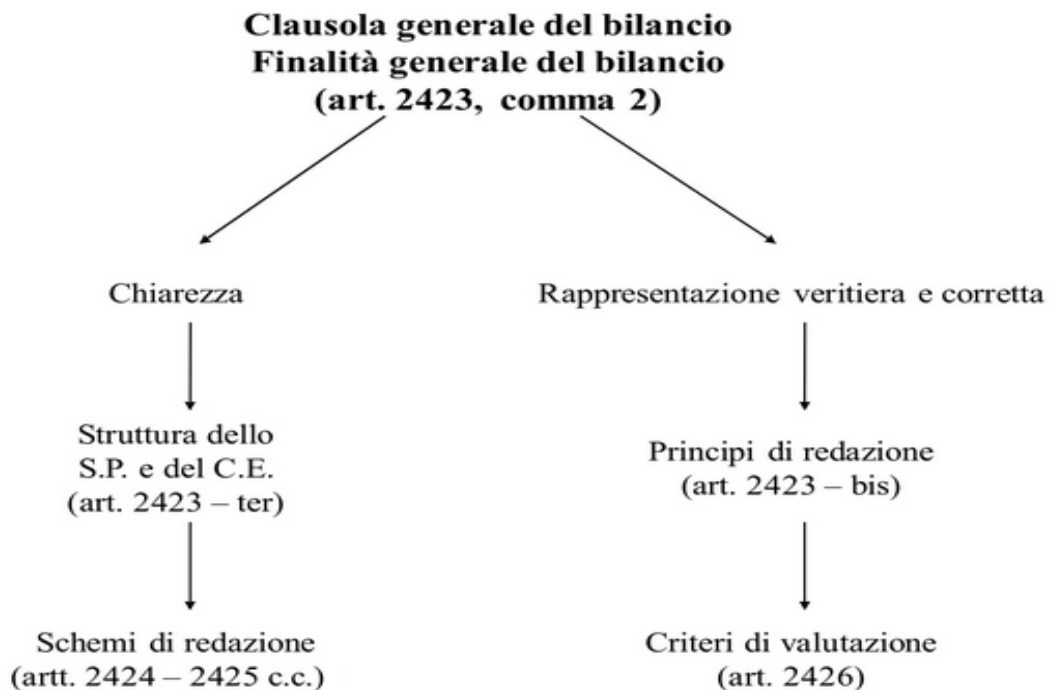 Clausola generale del bilancio
Finalità generale del bilancio
(art. 2423, comma 2)
Chiarezza
Rappresentazione veritiera e corretta
Struttura dello
S.P. e del C.E.
(art. 2423 – ter)
Principi di redazione
(art. 2423 – bis)
Schemi di redazione
(artt. 2424 – 2425 c.c.)
Criteri di valutazione
(art. 2426)